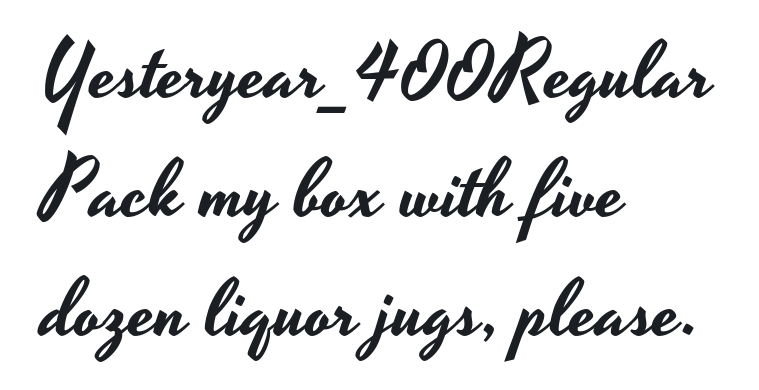 Yesteryear_400Regular
Pack my box with five
dozen liquor jugs, please.